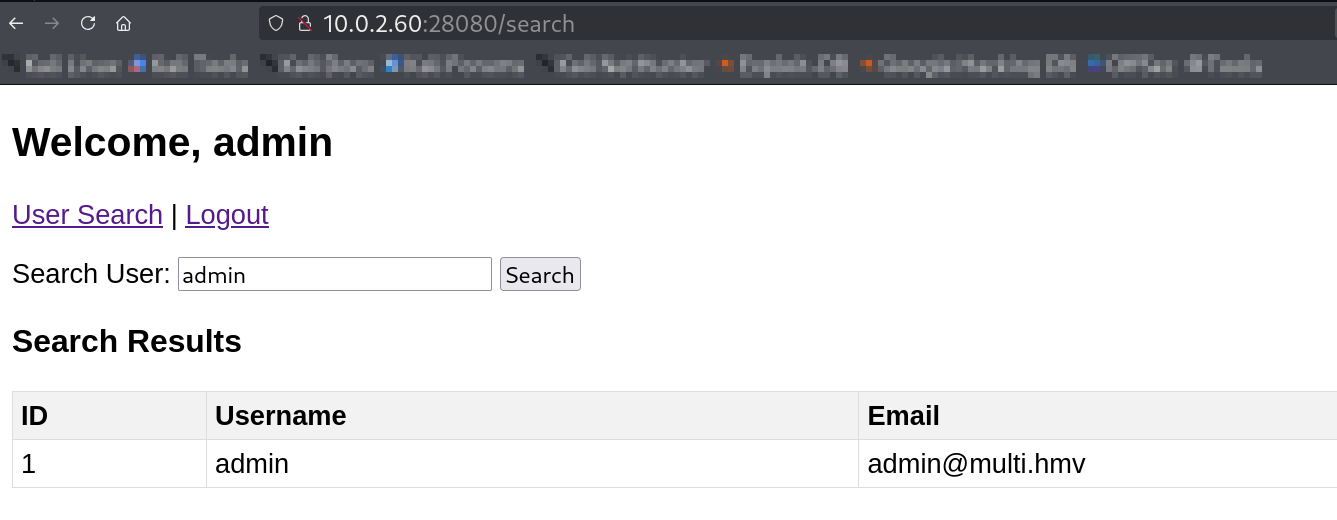 10.0.2.60:28080/search
Welcome, admin
User Search | Logout
Search User: admin Search
Search Results
ID Username Email
1 admin admin@multi.hmv